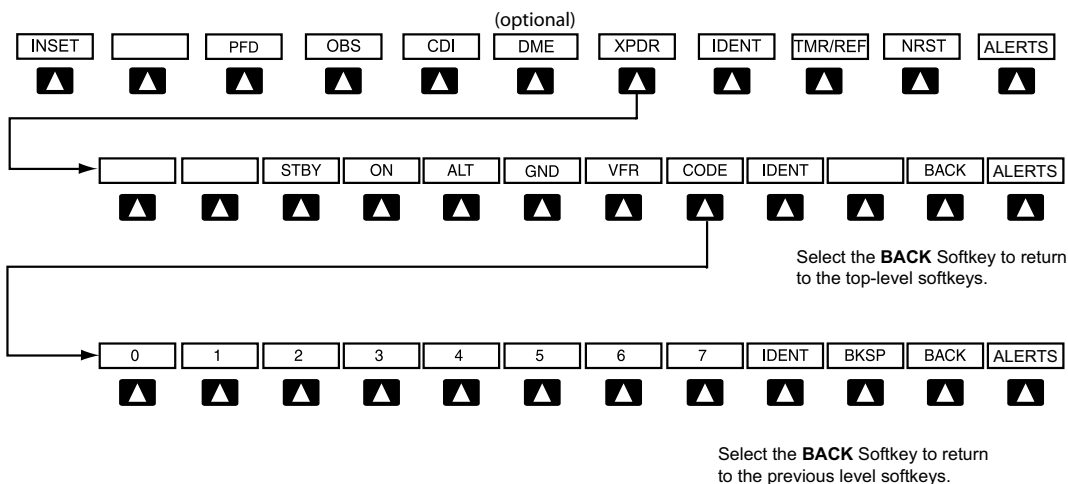 (optional)
INSET PFD OBS CDI DME XPDR IDENT TMR/REF NRST ALERTS
STBY ON ALT GND VFR CODE IDENT BACK ALERTS
Select the BACK Softkey to return
to the top-level softkeys.
0 1 2 3 4 5 6 7 IDENT BKSP BACK ALERTS
Select the BACK Softkey to return
to the previous level softkeys.